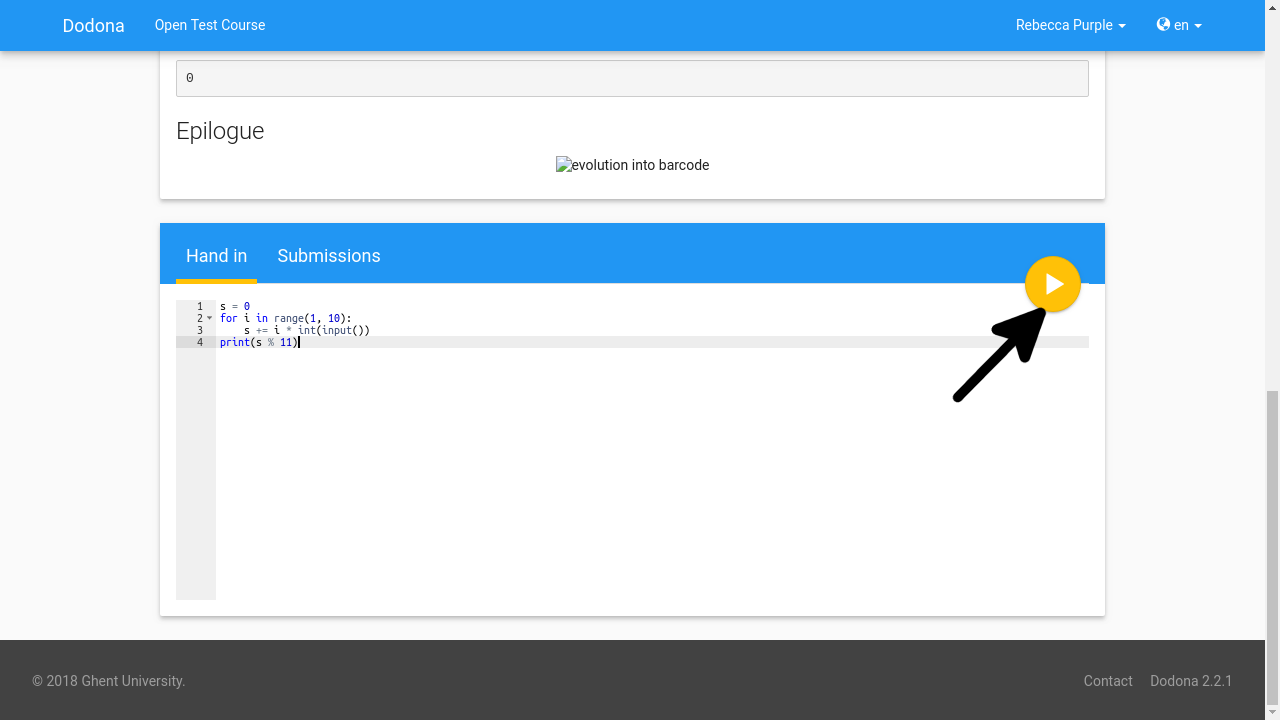 Dodona Open Test Course Rebecca Purple en
0
Epilogue
evolution into barcode
Hand in Submissions
1 s = 0
2 for i in range(1, 10):
3     s += i * int(input())
4 print(s % 11)
© 2018 Ghent University. Contact Dodona 2.2.1